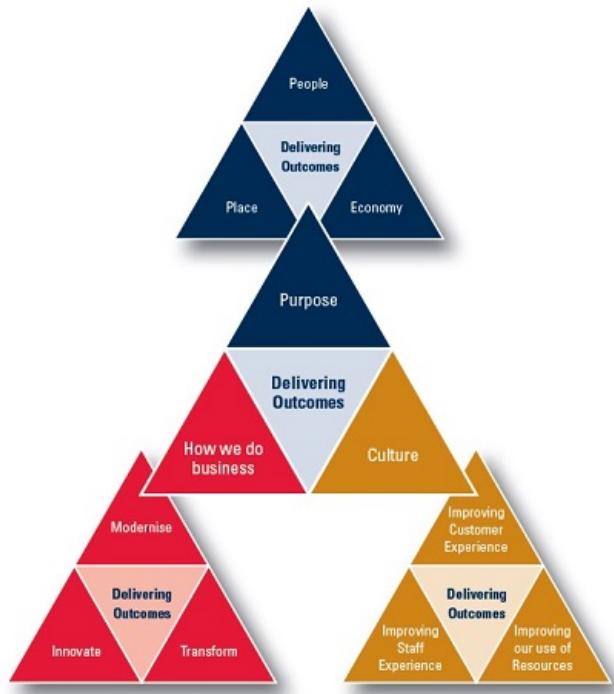 People
Delivering
Outcomes
Place
Economy
Purpose
Delivering
Outcomes
How we do
business
Culture
Modernise
Delivering
Outcomes
Innovate
Transform
Improving
Customer
Experience
Delivering
Outcomes
Improving
Staff
Experience
Improving
our use of
Resources